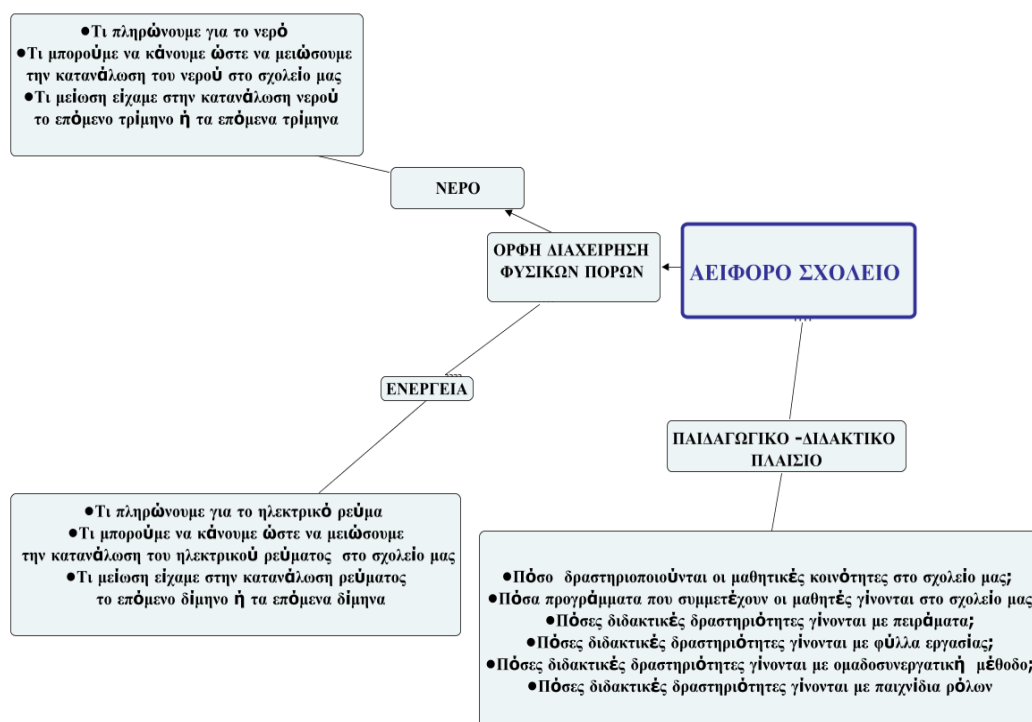 ●Τι πληρώνουμε για το νερό
●Τι μπορούμε να κάνουμε ώστε να μειώσουμε
την κατανάλωση του νερού στο σχολείο μας
●Τι μείωση είχαμε στην κατανάλωση νερού
το επόμενο τρίμηνο ή τα επόμενα τρίμηνα
ΝΕΡΟ
ΟΡΦΗ ΔΙΑΧΕΙΡΗΣΗ
ΦΥΣΙΚΩΝ ΠΟΡΩΝ
ΑΕΙΦΟΡΟ ΣΧΟΛΕΙΟ
ΕΝΕΡΓΕΙΑ
ΠΑΙΔΑΓΩΓΙΚΟ -ΔΙΔΑΚΤΙΚΟ
ΠΛΑΙΣΙΟ
●Τι πληρώνουμε για το ηλεκτρικό ρεύμα
●Τι μπορούμε να κάνουμε ώστε να μειώσουμε
την κατανάλωση του ηλεκτρικού ρεύματος στο σχολείο μας
●Τι μείωση είχαμε στην κατανάλωση ρεύματος
το επόμενο δίμηνο ή τα επόμενα δίμηνα
●Πόσο δραστηριοποιούνται οι μαθητικές κοινότητες στο σχολείο μας;
●Πόσα προγράμματα που συμμετέχουν οι μαθητές γίνονται στο σχολείο μας
●Πόσες διδακτικές δραστηριότητες γίνονται με πειράματα;
●Πόσες διδακτικές δραστηριότητες γίνονται με φύλλα εργασίας;
●Πόσες διδακτικές δραστηριότητες γίνονται με ομαδοσυνεργατική μέθοδο;
●Πόσες διδακτικές δραστηριότητες γίνονται με παιχνίδια ρόλων